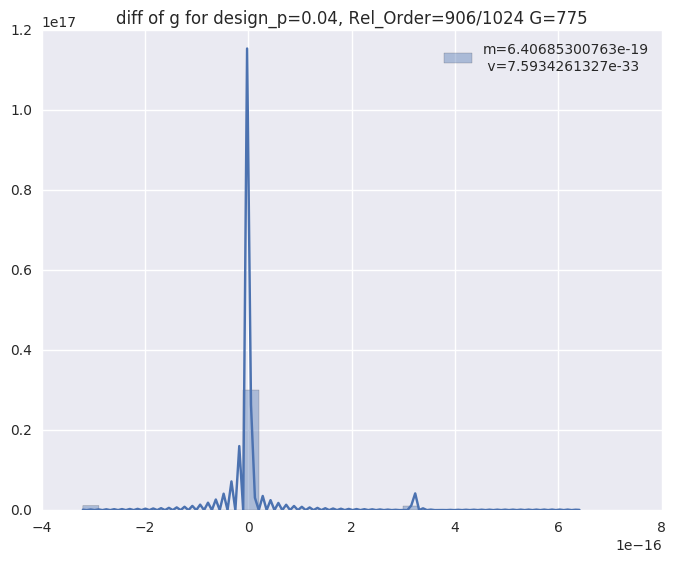 diff of g for design_p=0.04, Rel_Order=906/1024 G=775
1e17
m=6.40685300763e-19
v=7.5934261327e-33
1.2
1.0
0.8
0.6
0.4
0.2
0.0
−4
−2
0
2
4
6
8
1e−16